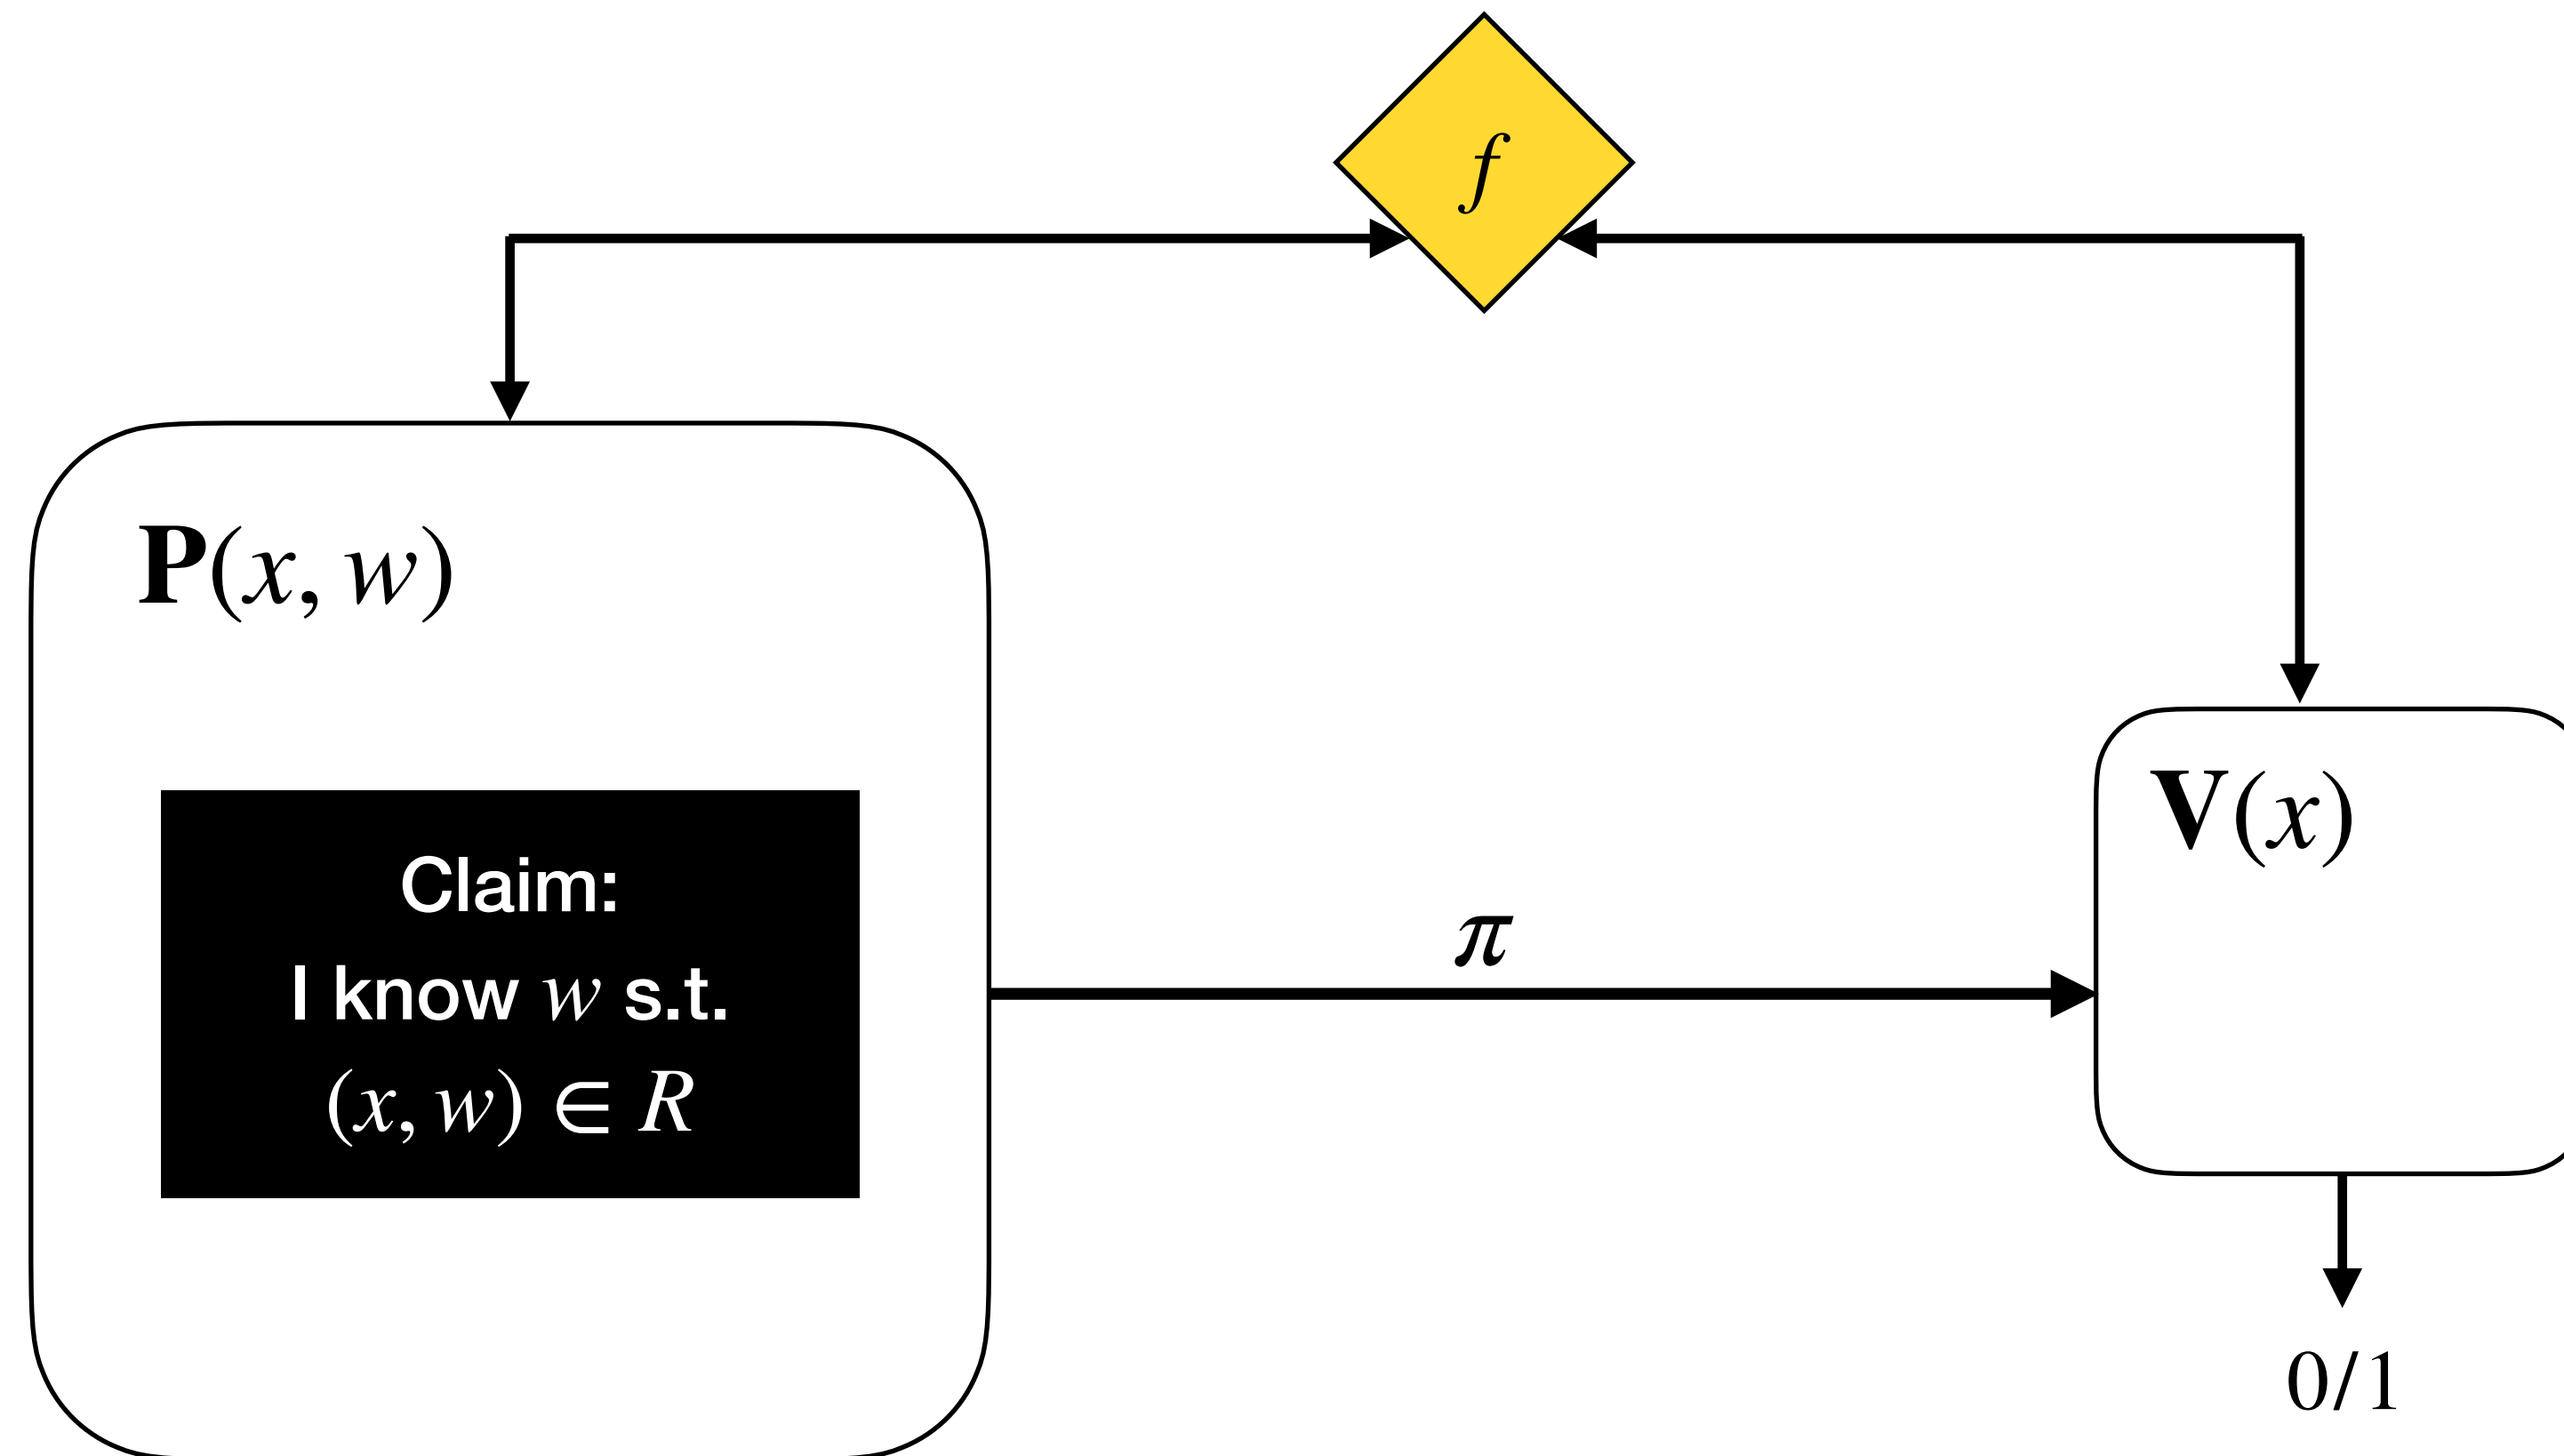 f
P(x, w)
Claim:
I know w s.t.
(x, w) ∈ R
π
V(x)
0/1